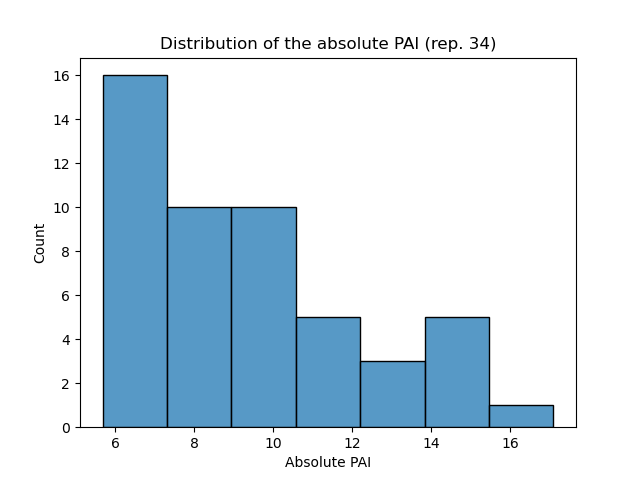 Distribution of the absolute PAI (rep. 34)
16
14
12
10
8
6
4
2
0
Count
6 8 10 12 14 16
Absolute PAI